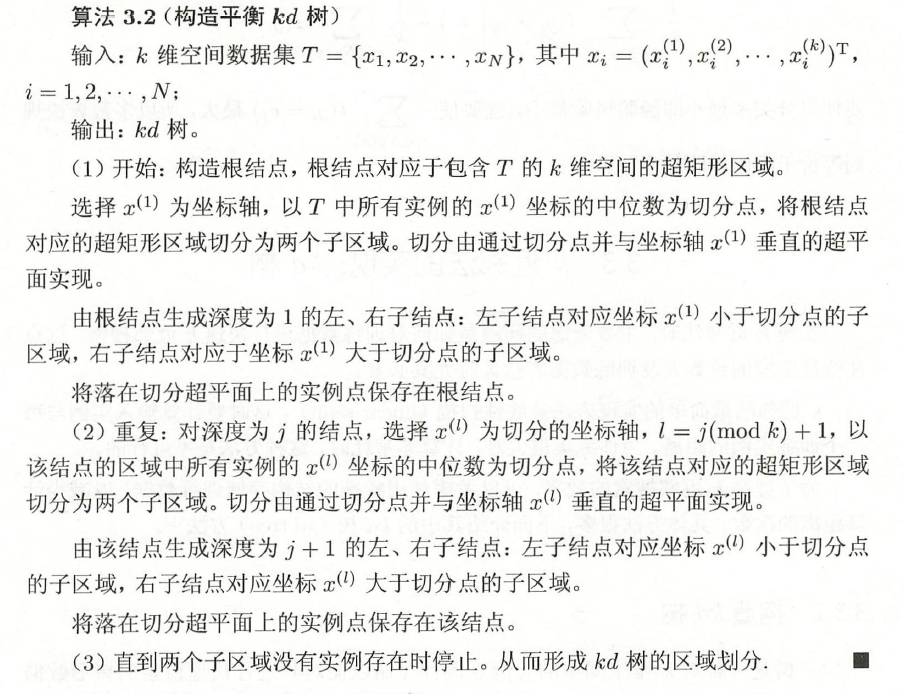 算法 3.2 (构造平衡 kd 树)
输入: k 维空间数据集 T = {x₁, x₂, ⋯ , x_N}, 其中 xᵢ = (xᵢ⁽¹⁾, xᵢ⁽²⁾, ⋯ , xᵢ⁽ᵏ⁾)ᵀ,
i = 1, 2, ⋯ , N;
输出: kd 树。
(1) 开始: 构造根结点, 根结点对应于包含 T 的 k 维空间的超矩形区域。
选择 x⁽¹⁾ 为坐标轴, 以 T 中所有实例的 x⁽¹⁾ 坐标的中位数为切分点, 将根结点
对应的超矩形区域切分为两个子区域。切分由通过切分点并与坐标轴 x⁽¹⁾ 垂直的超平
面实现。
由根结点生成深度为 1 的左、右子结点: 左子结点对应坐标 x⁽¹⁾ 小于切分点的子
区域, 右子结点对应于坐标 x⁽¹⁾ 大于切分点的子区域。
将落在切分超平面上的实例点保存在根结点。
(2) 重复: 对深度为 j 的结点, 选择 x⁽ˡ⁾ 为切分的坐标轴, l = j(mod k) + 1, 以
该结点的区域中所有实例的 x⁽ˡ⁾ 坐标的中位数为切分点, 将该结点对应的超矩形区域
切分为两个子区域。切分由通过切分点并与坐标轴 x⁽ˡ⁾ 垂直的超平面实现。
由该结点生成深度为 j + 1 的左、右子结点: 左子结点对应坐标 x⁽ˡ⁾ 小于切分点
的子区域, 右子结点对应坐标 x⁽ˡ⁾ 大于切分点的子区域。
将落在切分超平面上的实例点保存在该结点。
(3) 直到两个子区域没有实例存在时停止。从而形成 kd 树的区域划分. ■